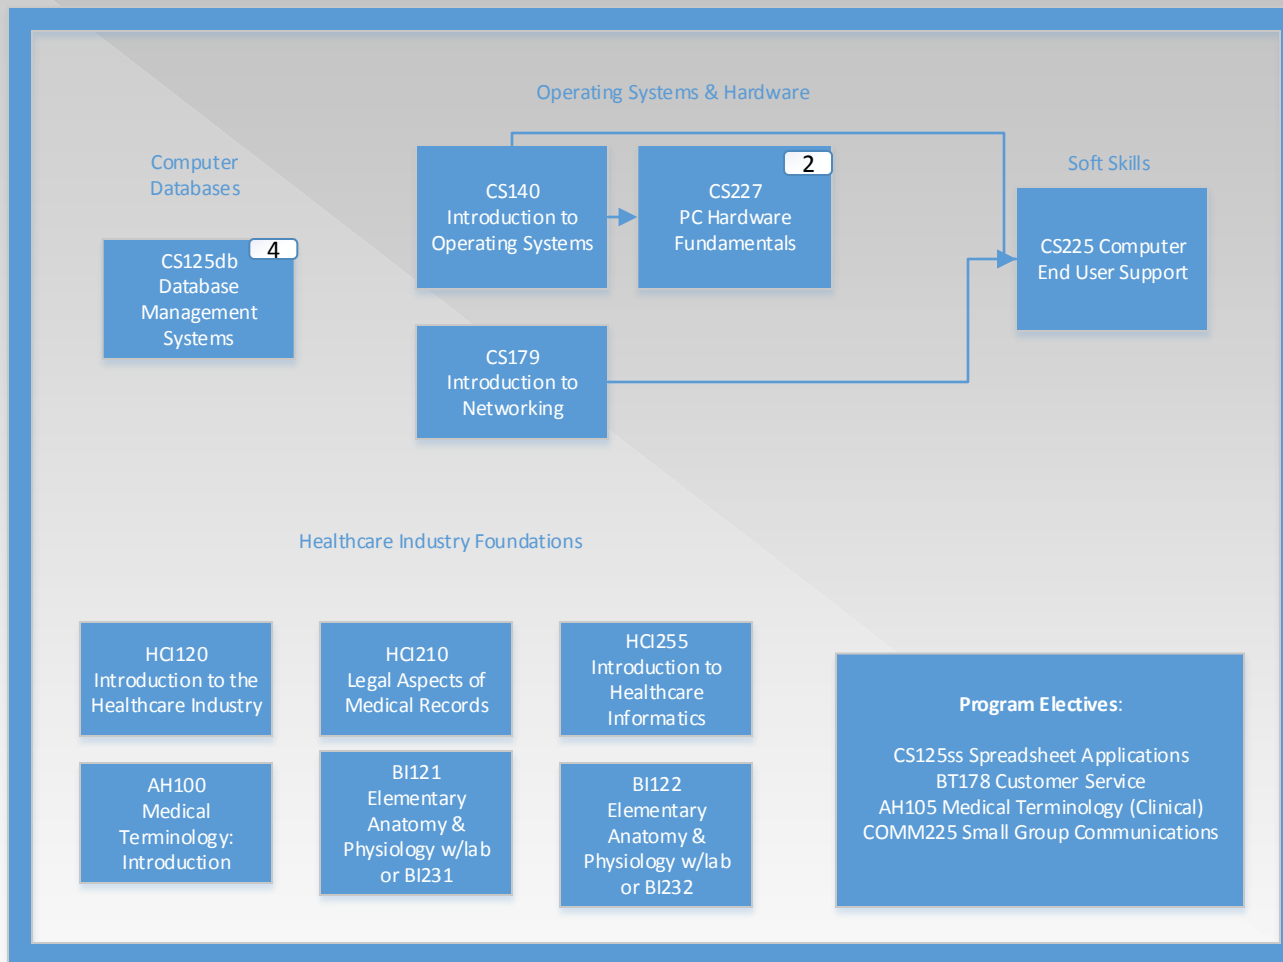 Operating Systems & Hardware
Computer
Databases
Soft Skills
CS140
Introduction to
Operating Systems
2
CS227
PC Hardware
Fundamentals
CS225 Computer
End User Support
4
CS125db
Database
Management
Systems
CS179
Introduction to
Networking
Healthcare Industry Foundations
HCI120
Introduction to the
Healthcare Industry
HCI210
Legal Aspects of
Medical Records
HCI255
Introduction to
Healthcare
Informatics
AH100
Medical
Terminology:
Introduction
BI121
Elementary
Anatomy &
Physiology w/lab
or BI231
BI122
Elementary
Anatomy &
Physiology w/lab
or BI232
Program Electives:
CS125ss Spreadsheet Applications
BT178 Customer Service
AH105 Medical Terminology (Clinical)
COMM225 Small Group Communications